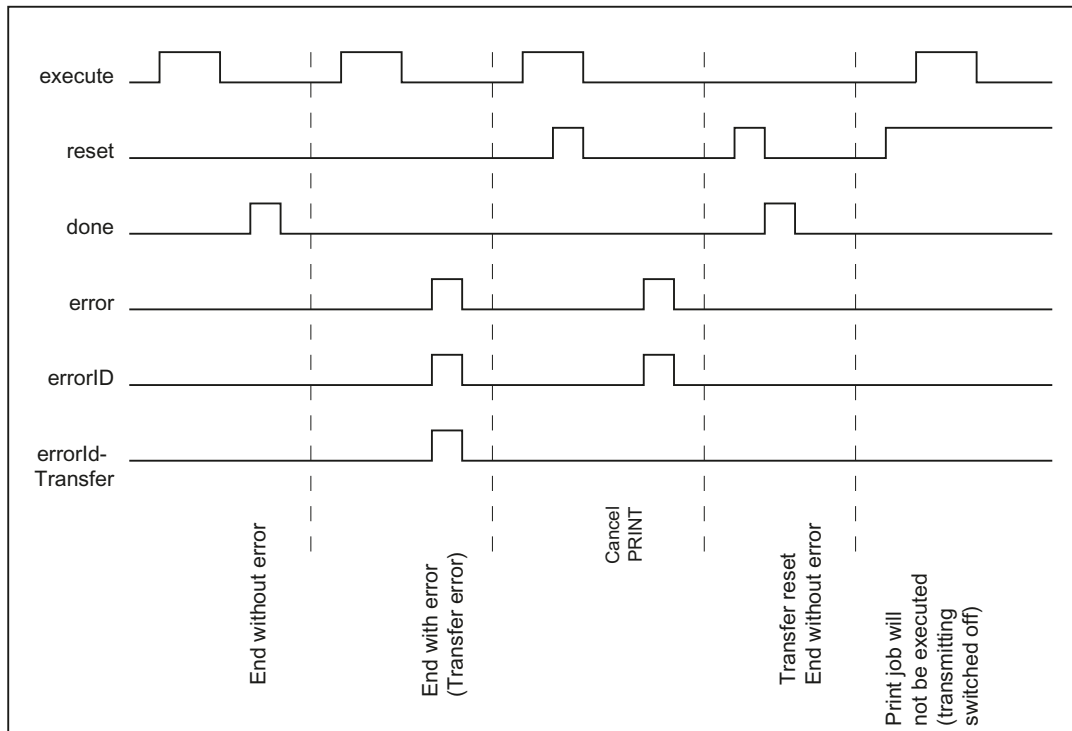 execute
reset
done
error
errorID
errorId-
Transfer
End without error
End with error
(Transfer error)
Cancel
PRINT
Transfer reset
End without error
Print job will
not be executed
(transmitting
switched off)